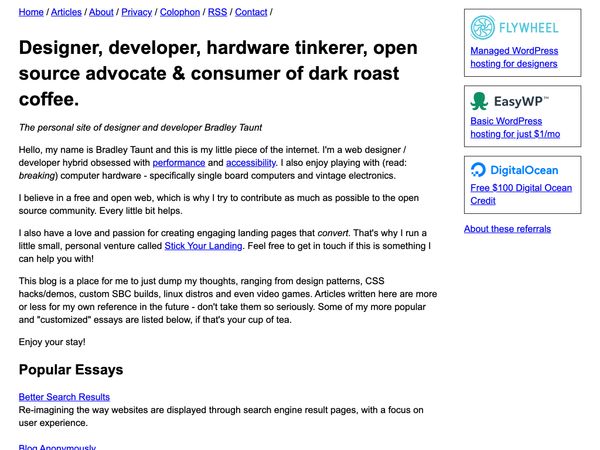 Home / Articles / About / Privacy / Colophon / RSS / Contact /
Designer, developer, hardware tinkerer, open
source advocate & consumer of dark roast
coffee.
The personal site of designer and developer Bradley Taunt
Hello, my name is Bradley Taunt and this is my little piece of the internet. I'm a web designer /
developer hybrid obsessed with performance and accessibility. I also enjoy playing with (read:
breaking) computer hardware - specifically single board computers and vintage electronics.
I believe in a free and open web, which is why I try to contribute as much as possible to the open
source community. Every little bit helps.
I also have a love and passion for creating engaging landing pages that convert. That's why I run a
little small, personal venture called Stick Your Landing. Feel free to get in touch if this is something I
can help you with!
This blog is a place for me to just dump my thoughts, ranging from design patterns, CSS
hacks/demos, custom SBC builds, linux distros and even video games. Articles written here are more
or less for my own reference in the future - don't take them so seriously. Some of my more popular
and "customized" essays are listed below, if that's your cup of tea.
Enjoy your stay!
Popular Essays
Better Search Results
Re-imagining the way websites are displayed through search engine result pages, with a focus on
user experience.
Blog Anonymously
FLYWHEEL
Managed WordPress
hosting for designers
EasyWP™
Basic WordPress
hosting for just $1/mo
DigitalOcean
Free $100 Digital Ocean
Credit
About these referrals